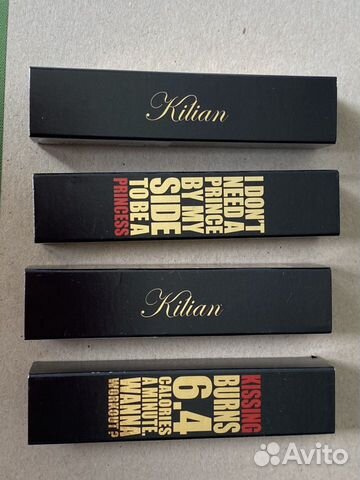 Kilian
I DON'T
NEED A
PRINCE
BY MY
SIDE
TO BE A
PRINCESS
Kilian
KISSING
BURNS
6.4
CALORIES
A MINUTE.
WANNA
WORKOUT?
Avito